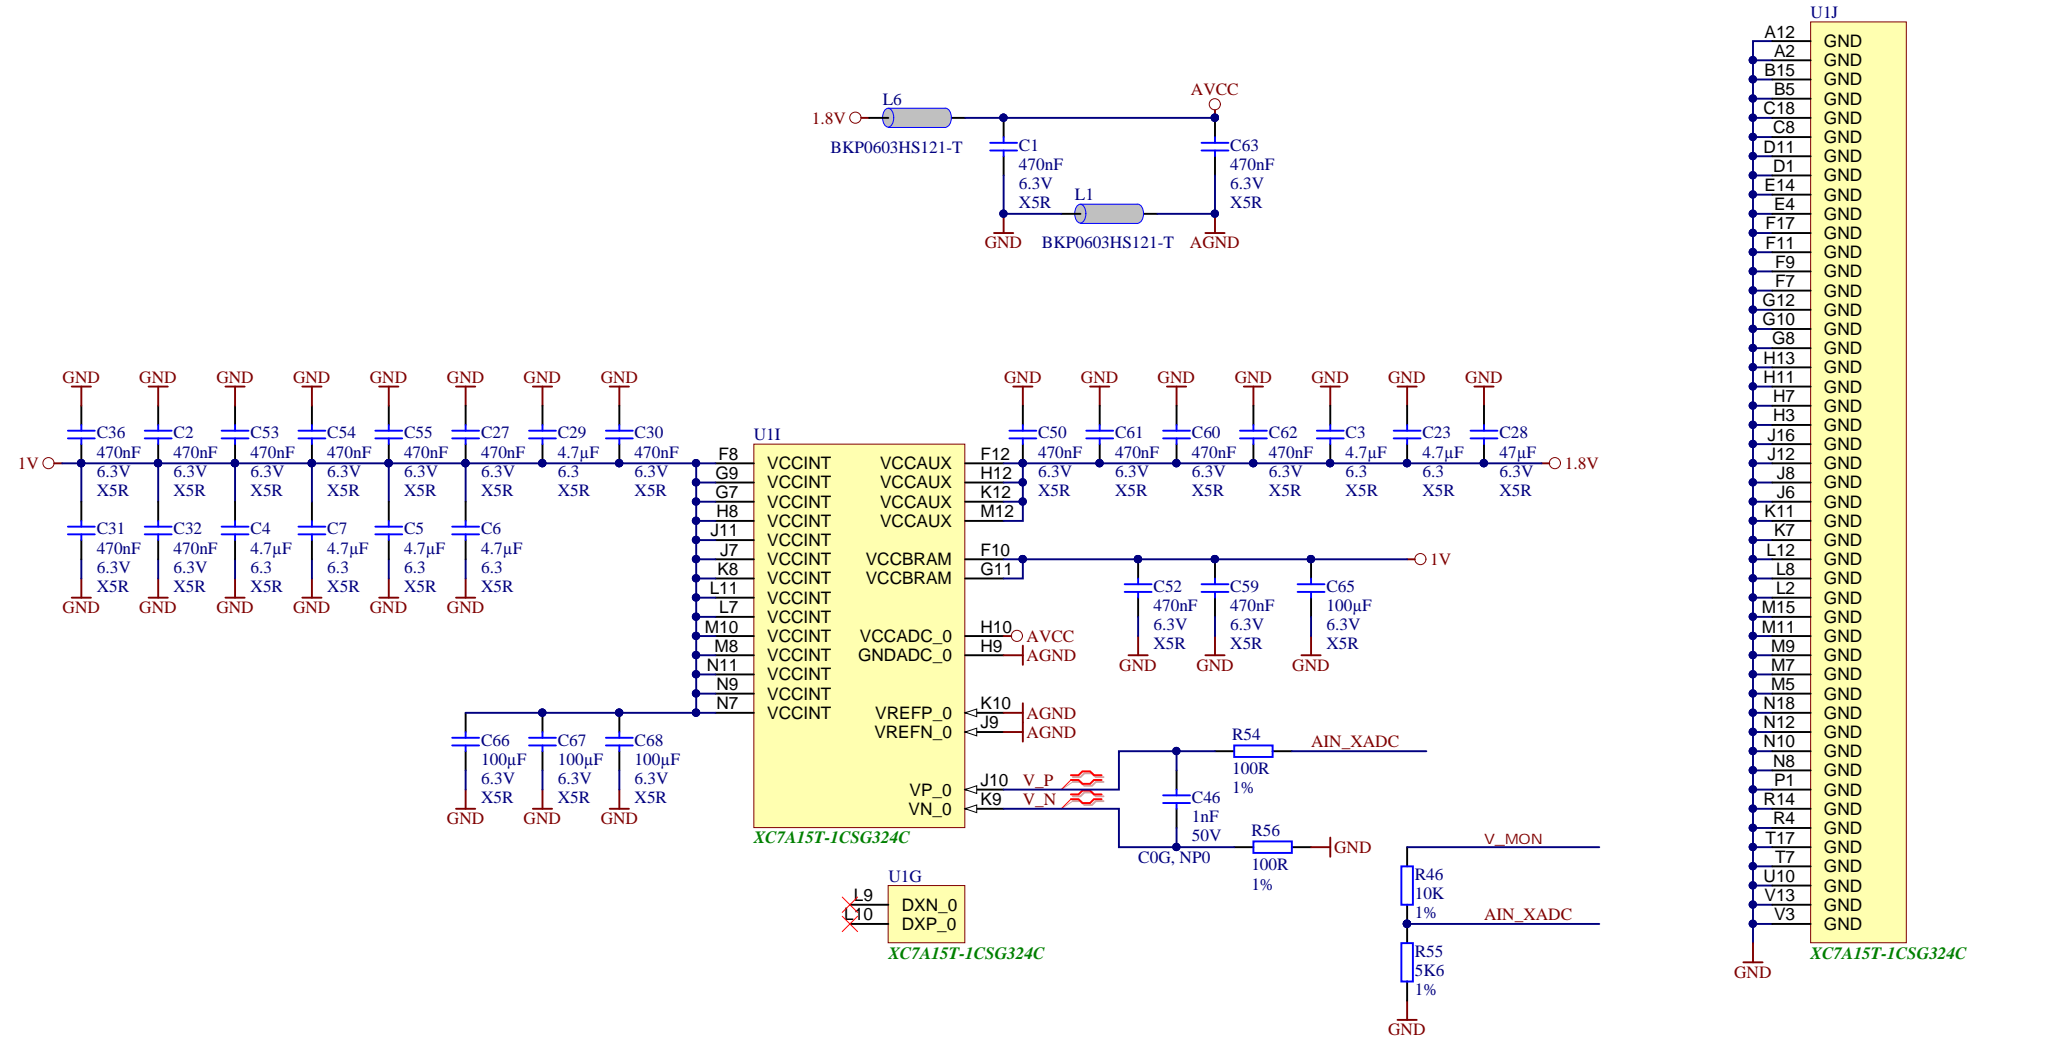 L6
1.8V
BKP0603HS121-T
AVCC
C1
470nF
6.3V
X5R
C63
470nF
6.3V
X5R
L1
BKP0603HS121-T
GND
AGND
GND GND GND GND GND GND GND GND
1V
C36
470nF
6.3V
X5R
C2
470nF
6.3V
X5R
C53
470nF
6.3V
X5R
C54
470nF
6.3V
X5R
C55
470nF
6.3V
X5R
C27
470nF
6.3V
X5R
C29
4.7µF
6.3
X5R
C30
470nF
6.3V
X5R
C31
470nF
6.3V
X5R
C32
470nF
6.3V
X5R
C4
4.7µF
6.3
X5R
C7
4.7µF
6.3
X5R
C5
4.7µF
6.3
X5R
C6
4.7µF
6.3
X5R
GND GND GND GND GND GND
C66
100µF
6.3V
X5R
C67
100µF
6.3V
X5R
C68
100µF
6.3V
X5R
GND GND GND
U1I
F8 VCCINT
G9 VCCINT
G7 VCCINT
H8 VCCINT
J11 VCCINT
J7 VCCINT
K8 VCCINT
L11 VCCINT
L7 VCCINT
M10 VCCINT
M8 VCCINT
N11 VCCINT
N9 VCCINT
N7 VCCINT
VCCAUX F12
VCCAUX H12
VCCAUX K12
VCCAUX M12
VCCBRAM F10
VCCBRAM G11
VCCADC_0 H10 AVCC
GNDADC_0 H9 AGND
VREFP_0 K10 AGND
VREFN_0 J9 AGND
VP_0 J10 V_P
VN_0 K9 V_N
XC7A15T-1CSG324C
GND GND GND GND GND GND GND
C50
470nF
6.3V
X5R
C61
470nF
6.3V
X5R
C60
470nF
6.3V
X5R
C62
470nF
6.3V
X5R
C3
4.7µF
6.3
X5R
C23
4.7µF
6.3
X5R
C28
47µF
6.3V
X5R
1.8V
1V
C52
470nF
6.3V
X5R
C59
470nF
6.3V
X5R
C65
100µF
6.3V
X5R
GND GND GND
R54
100R
1%
AIN_XADC
C46
1nF
50V
C0G, NP0
R56
100R
1%
GND
U1G
L9 DXN_0
L10 DXP_0
XC7A15T-1CSG324C
V_MON
R46
10K
1%
AIN_XADC
R55
5K6
1%
GND
U1J
A12 GND
A2 GND
B15 GND
B5 GND
C18 GND
C8 GND
D11 GND
D1 GND
E14 GND
E4 GND
F17 GND
F11 GND
F9 GND
F7 GND
G12 GND
G10 GND
G8 GND
H13 GND
H11 GND
H7 GND
H3 GND
J16 GND
J12 GND
J8 GND
J6 GND
K11 GND
K7 GND
L12 GND
L8 GND
L2 GND
M15 GND
M11 GND
M9 GND
M7 GND
M5 GND
N18 GND
N12 GND
N10 GND
N8 GND
P1 GND
R14 GND
R4 GND
T17 GND
T7 GND
U10 GND
V13 GND
V3 GND
XC7A15T-1CSG324C
GND